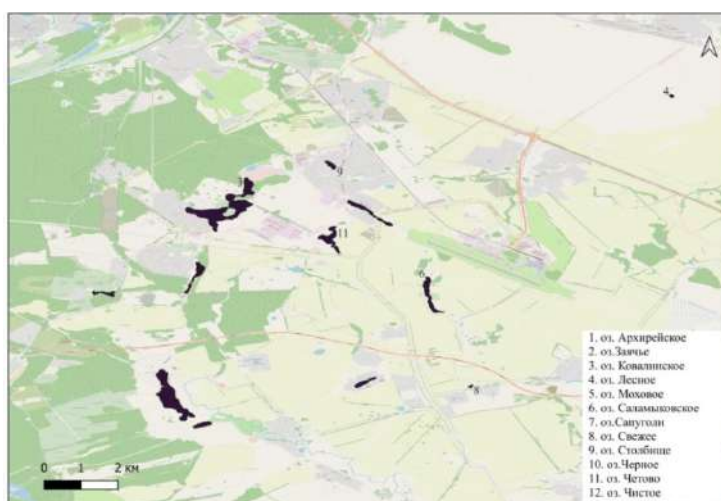 4
9
11
6
8
1. оз. Архирейское
2. оз.Заячье
3. оз. Ковалинское
4. оз. Лесное
5. оз. Моховое
6. оз. Саламыковское
7. оз.Сапуголи
8. оз. Свежее
9. оз. Столбище
10. оз.Черное
11. оз. Четово
12. оз. Чистое
0 1 2 км